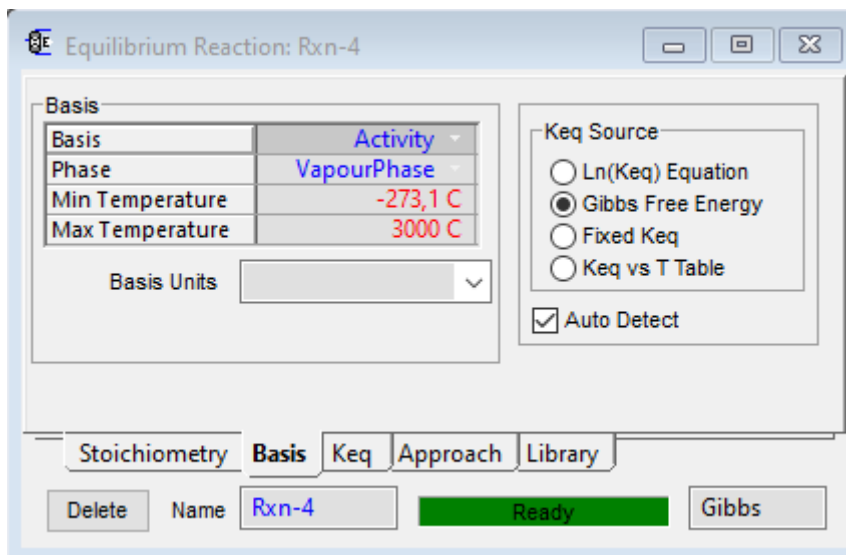 Equilibrium Reaction: Rxn-4
Basis
Basis Activity
Phase VapourPhase
Min Temperature -273,1 C
Max Temperature 3000 C
Basis Units
Keq Source
Ln(Keq) Equation
Gibbs Free Energy
Fixed Keq
Keq vs T Table
Auto Detect
Stoichiometry Basis Keq Approach Library
Delete Name Rxn-4 Ready Gibbs